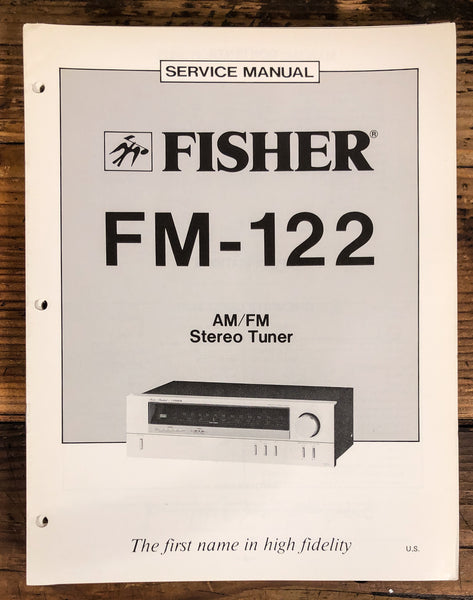 SERVICE MANUAL
FISHER®
FM-122
AM/FM
Stereo Tuner
The first name in high fidelity
U.S.